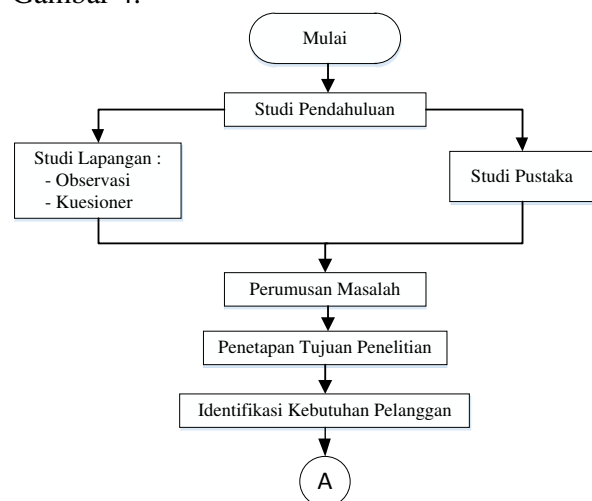 Gambar 4.
Mulai
Studi Pendahuluan
Studi Lapangan :
- Observasi
- Kuesioner
Studi Pustaka
Perumusan Masalah
Penetapan Tujuan Penelitian
Identifikasi Kebutuhan Pelanggan
A